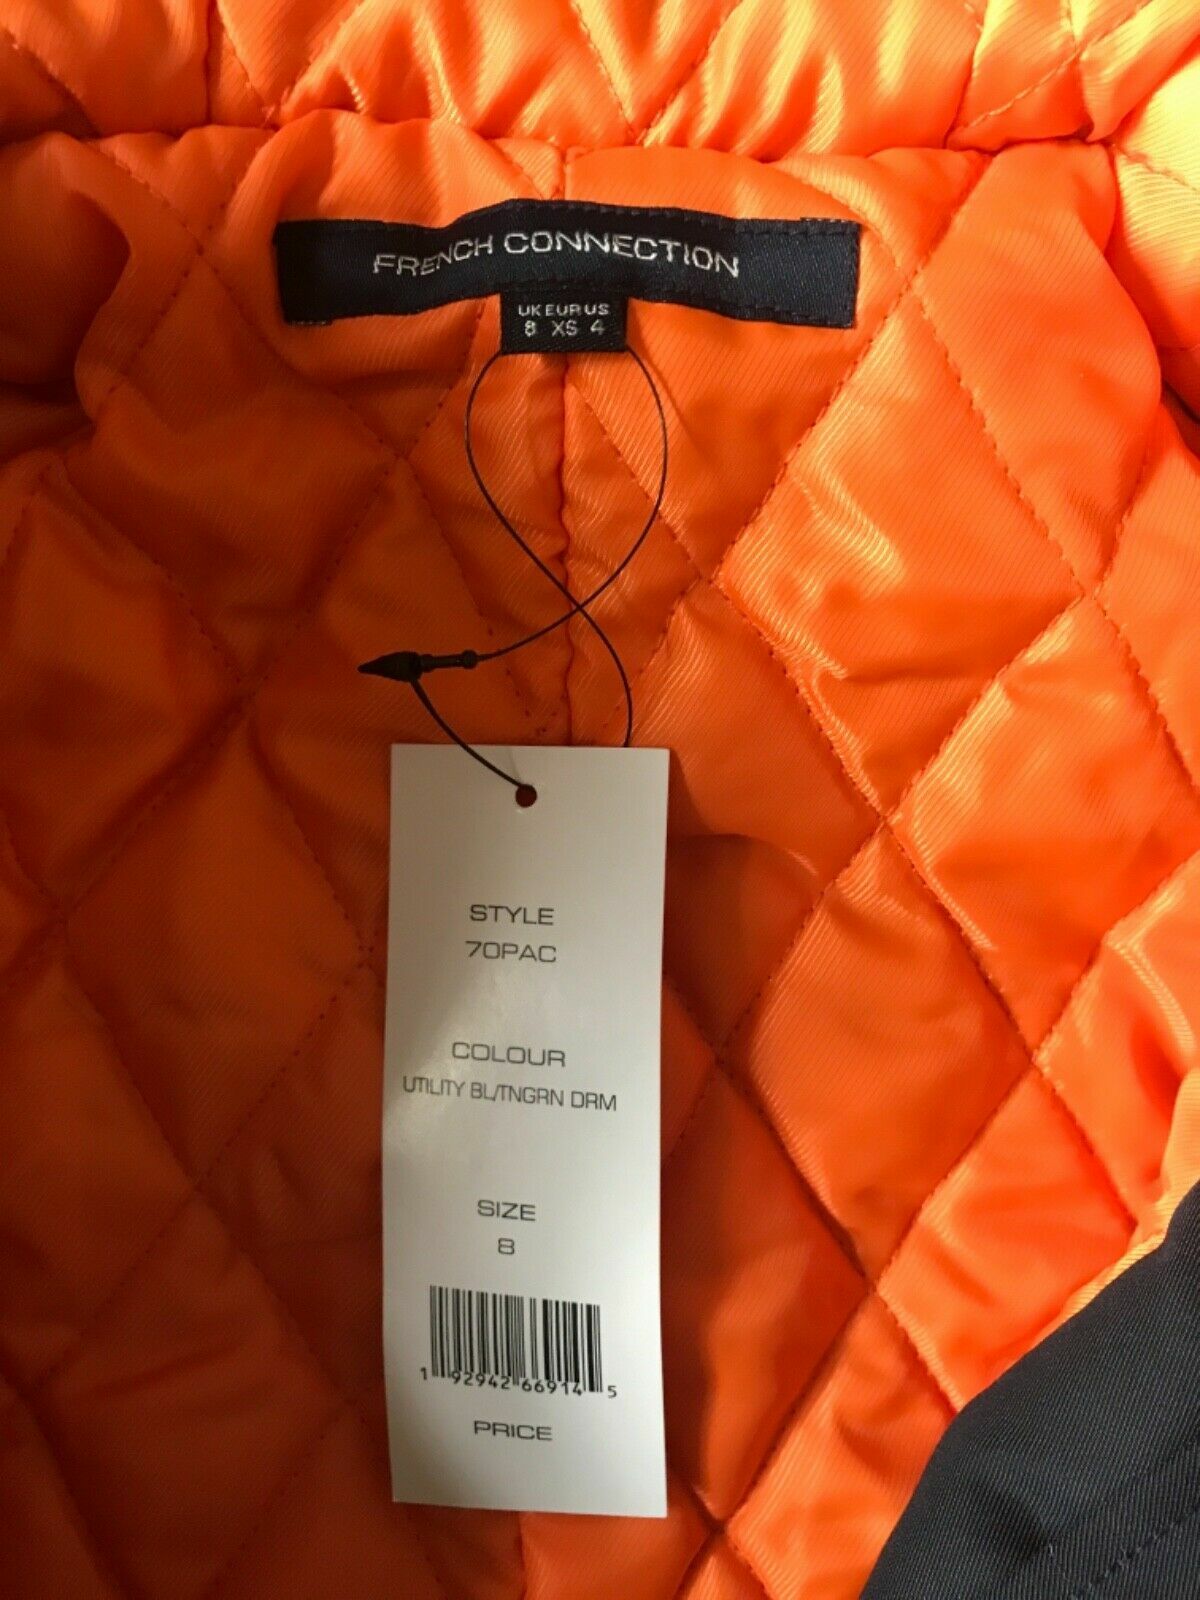 FRENCH CONNECTION
UK EUR US
8 XS 4
STYLE
70PAC
COLOUR
UTILITY BL/TNGRN DRM
SIZE
8
1 92942 66914 5
PRICE